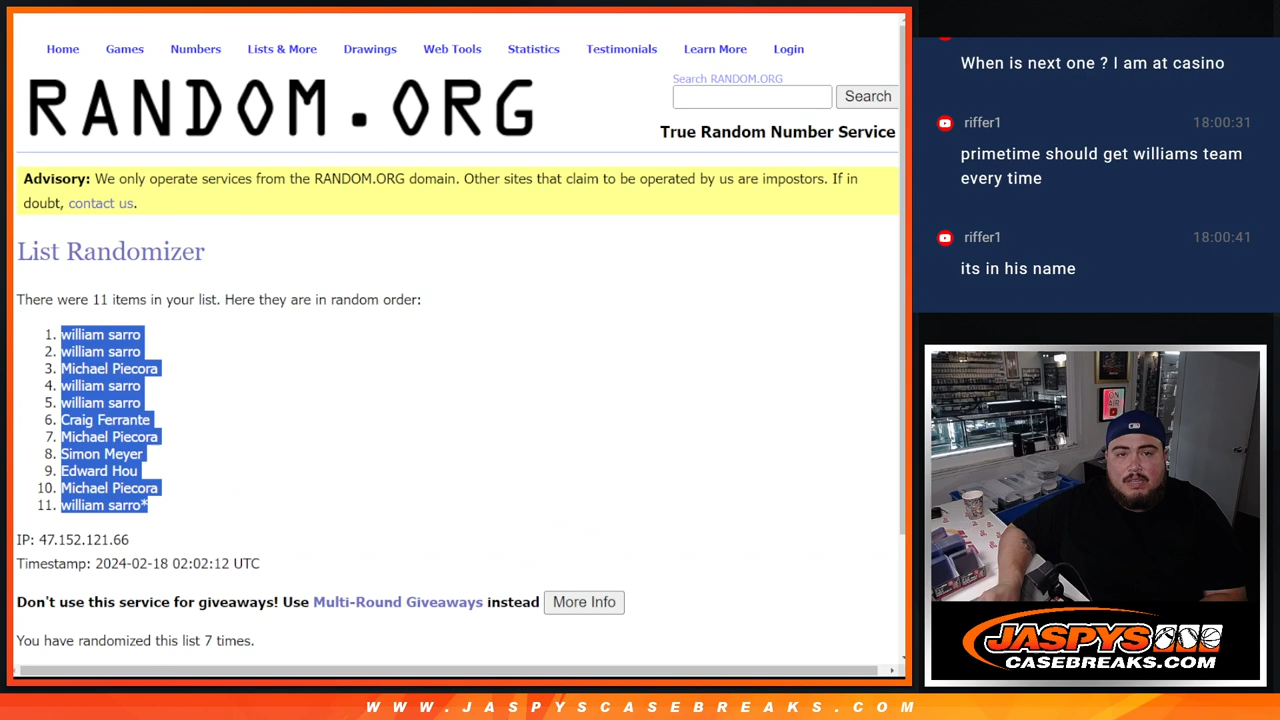 Home Games Numbers Lists & More Drawings Web Tools Statistics Testimonials Learn More Login
RANDOM.ORG
Search RANDOM.ORG
Search
True Random Number Service
Advisory: We only operate services from the RANDOM.ORG domain. Other sites that claim to be operated by us are impostors. If in
doubt, contact us.
List Randomizer
There were 11 items in your list. Here they are in random order:
1. william sarro
2. william sarro
3. Michael Piecora
4. william sarro
5. william sarro
6. Craig Ferrante
7. Michael Piecora
8. Simon Meyer
9. Edward Hou
10. Michael Piecora
11. william sarro*
IP: 47.152.121.66
Timestamp: 2024-02-18 02:02:12 UTC
Don't use this service for giveaways! Use Multi-Round Giveaways instead More Info
You have randomized this list 7 times.
When is next one ? I am at casino
riffer1 18:00:31
primetime should get williams team
every time
riffer1 18:00:41
its in his name
ON
AIR
JASPYS
CASEBREAKS.COM
WWW.JASPYSCASEBREAKS.COM